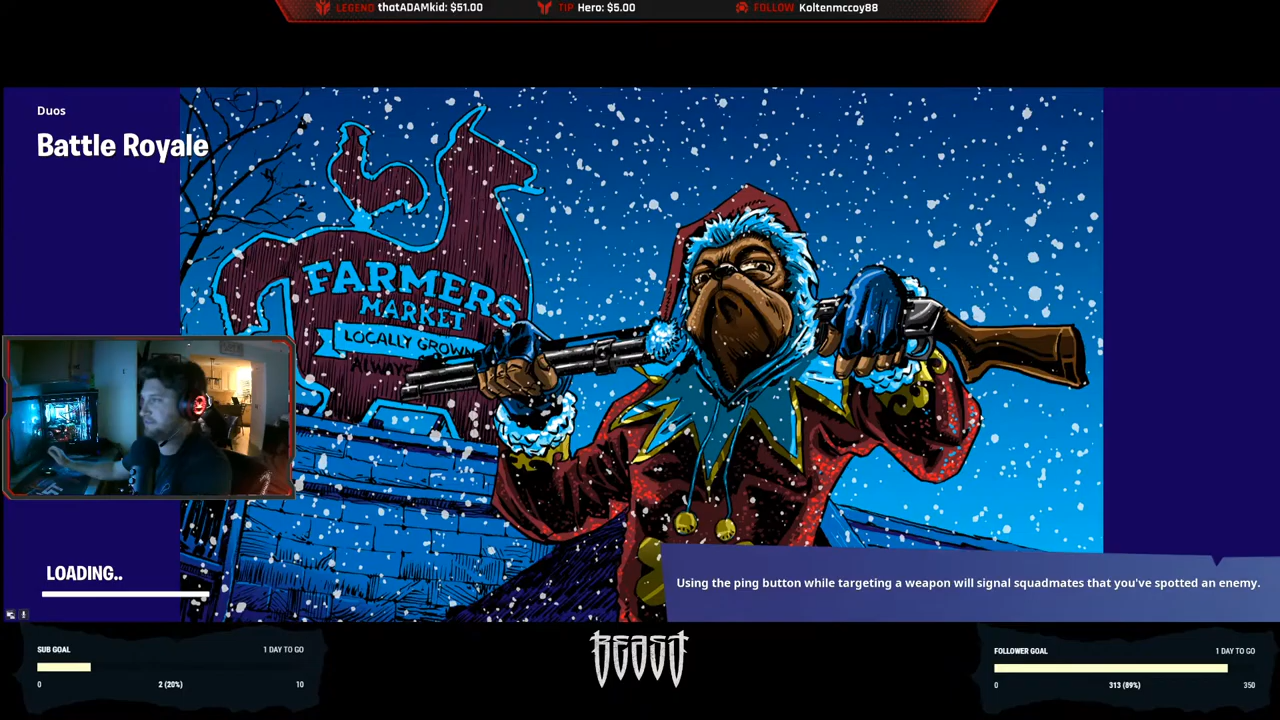 LEGEND thatADAMkid: $51.00
TIP Hero: $5.00
FOLLOW Koltenmccoy88
Duos
Battle Royale
FARMERS
MARKET
LOCALLY GROWN
ALWAYS
LOADING..
Using the ping button while targeting a weapon will signal squadmates that you've spotted an enemy.
SUB GOAL
1 DAY TO GO
0
2 (20%)
10
BEAST
FOLLOWER GOAL
1 DAY TO GO
0
313 (89%)
350